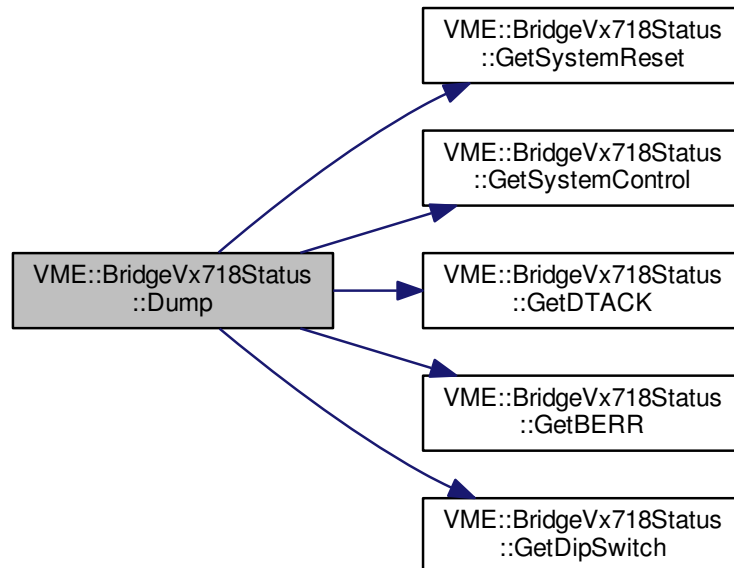 VME::BridgeVx718Status
::GetSystemReset
VME::BridgeVx718Status
::GetSystemControl
VME::BridgeVx718Status
::Dump
VME::BridgeVx718Status
::GetDTACK
VME::BridgeVx718Status
::GetBERR
VME::BridgeVx718Status
::GetDipSwitch